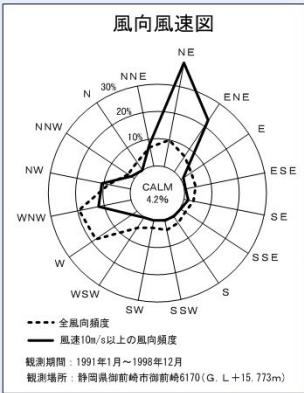 風向風速図
NE
NNE
ENE
N
30%
E
NNW
20%
10%
NW
ESE
CALM
4.2%
WNW
SE
W
SSE
WSW
S
SW
SSW
全風向頻度
風速10m/s以上の風向頻度
観測期間：1991年1月～1998年12月
観測場所：静岡県御前崎市御前崎6170(G. L＋15.773m)